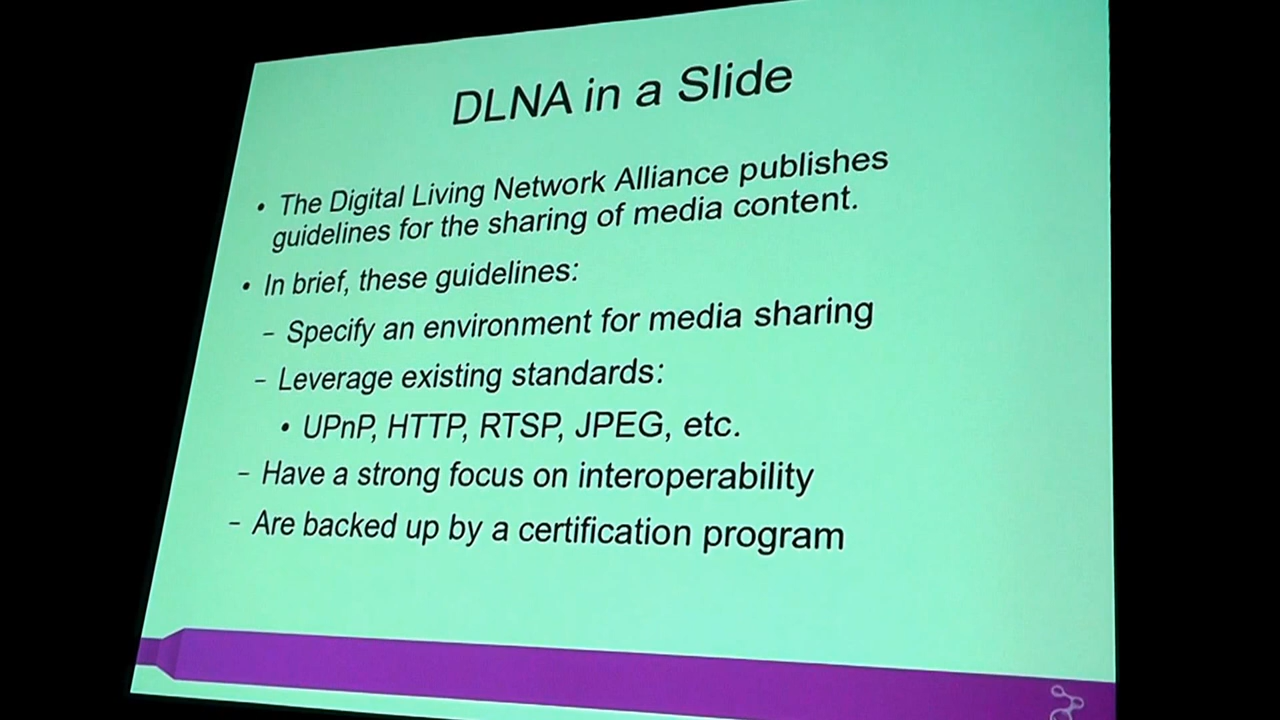 DLNA in a Slide
• The Digital Living Network Alliance publishes
guidelines for the sharing of media content.
• In brief, these guidelines:
– Specify an environment for media sharing
– Leverage existing standards:
• UPnP, HTTP, RTSP, JPEG, etc.
– Have a strong focus on interoperability
– Are backed up by a certification program